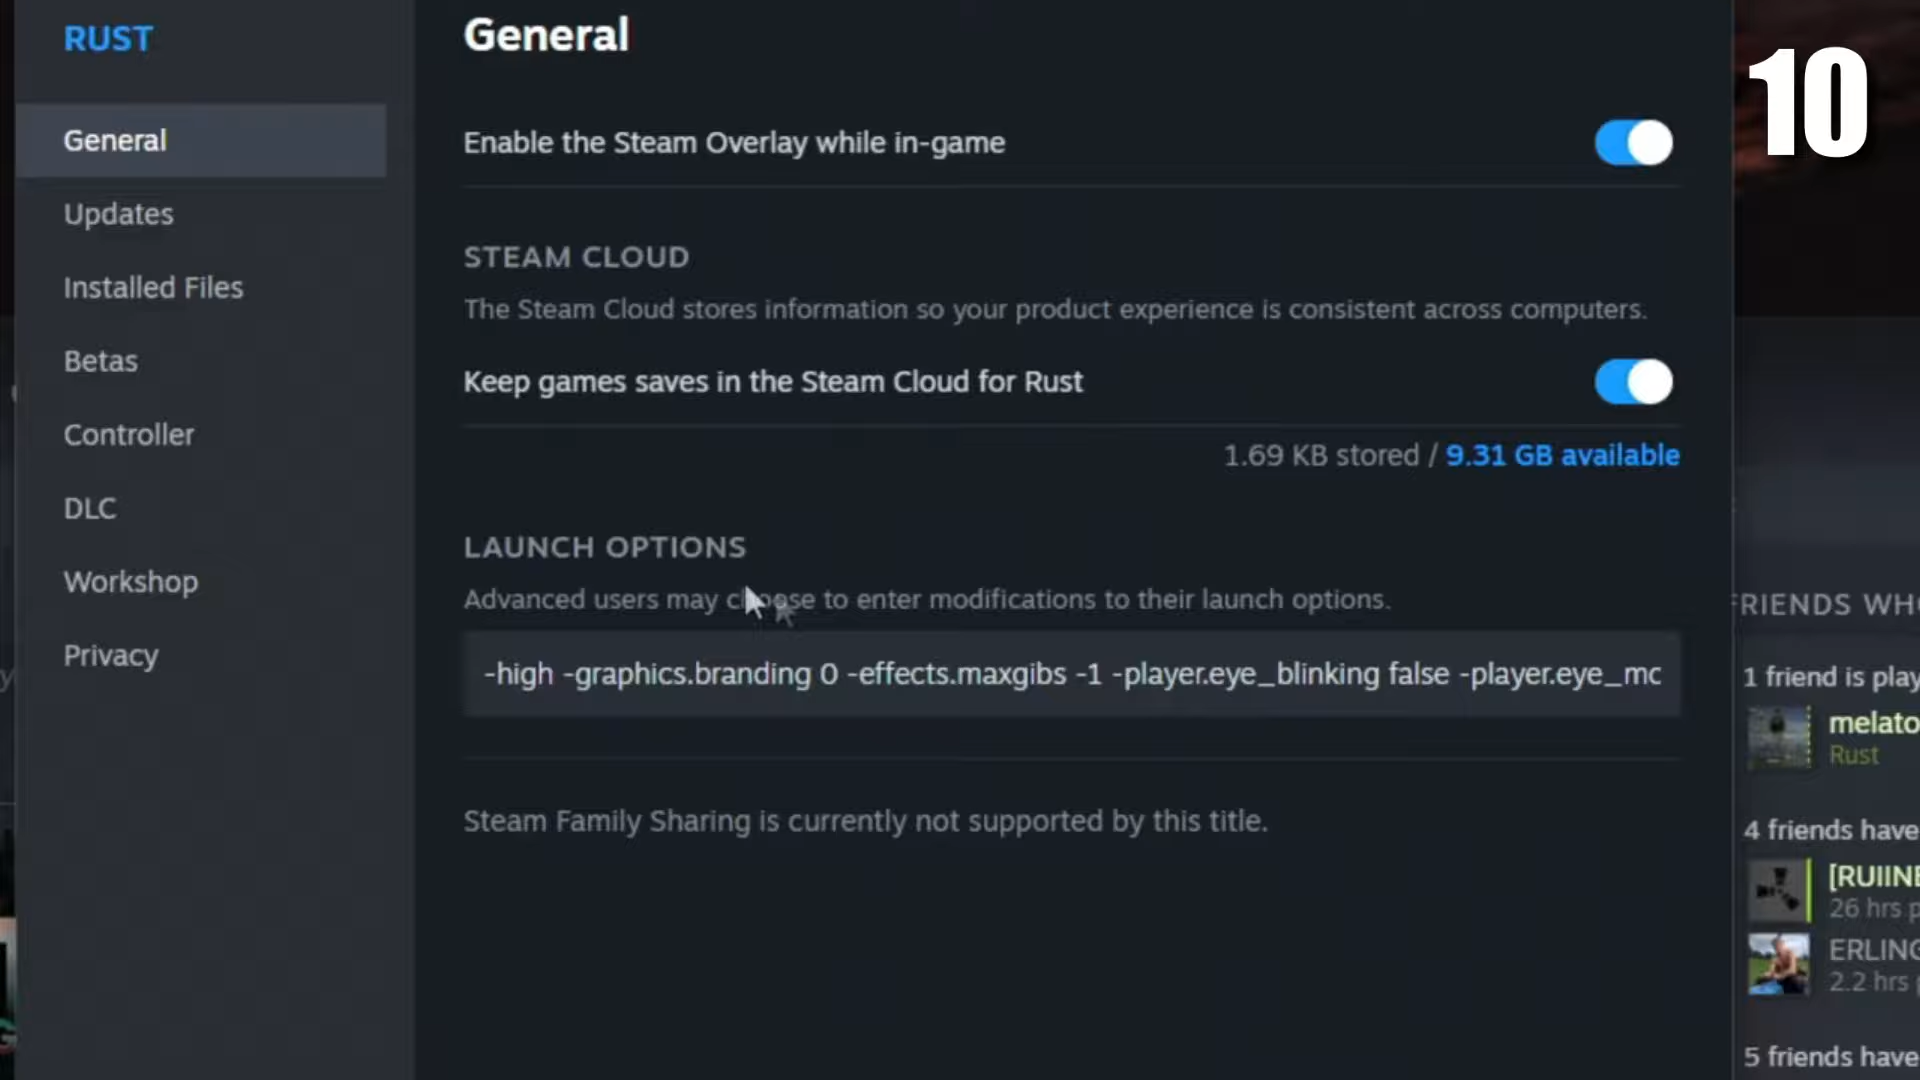 RUST
General
Updates
Installed Files
Betas
Controller
DLC
Workshop
Privacy
General
Enable the Steam Overlay while in-game
STEAM CLOUD
The Steam Cloud stores information so your product experience is consistent across computers.
Keep games saves in the Steam Cloud for Rust
1.69 KB stored / 9.31 GB available
LAUNCH OPTIONS
Advanced users may choose to enter modifications to their launch options.
-high -graphics.branding 0 -effects.maxgibs -1 -player.eye_blinking false -player.eye_mc
Steam Family Sharing is currently not supported by this title.
10
RIENDS WH
1 friend is play
melato
Rust
4 friends have
[RUIINE
26 hrs p
ERLING
2.2 hrs p
5 friends have